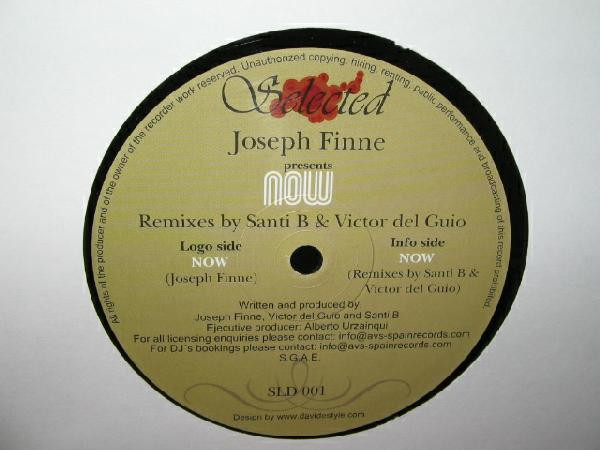 All rights of the producer and of the owner of the recorder work reserved. Unauthorized copying, hiring, renting, public performance and broadcasting of this record prohibited.
Selected
Joseph Finne
presents
now
Remixes by Santi B & Victor del Guio
Logo side
NOW
(Joseph Finne)
Info side
NOW
(Remixes by Santi B &
Victor del Guio)
Written and produced by
Joseph Finne, Victor del Guio and Santi B
Ejecutive producer: Alberto Urzainqui
For all licensing enquiries please contact: info@avs-spainrecords.com
For DJ´s bookings please contact: info@avs-spainrecords.com
S.G.A.E.
SLD 001
Design by www.davidestyle.com